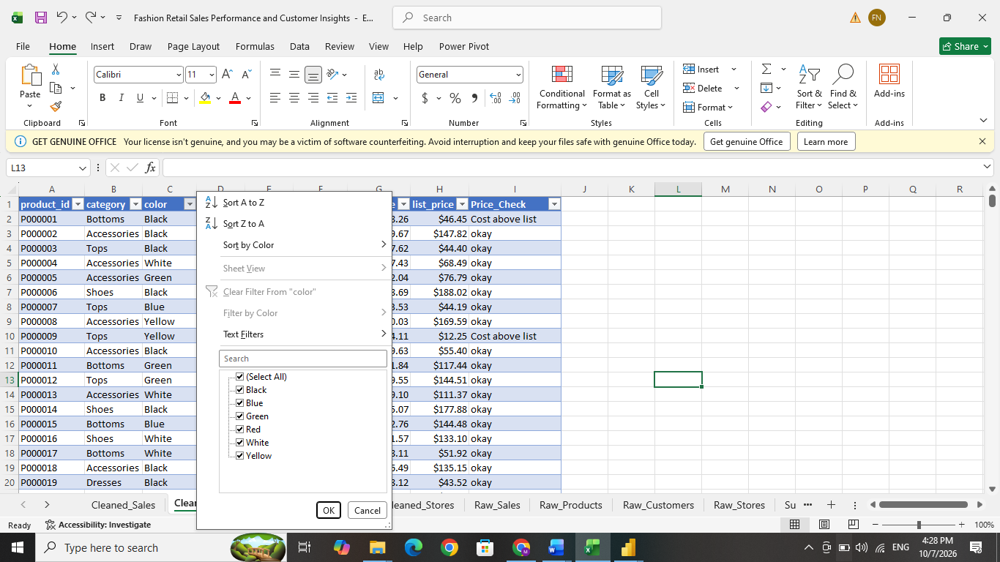 Fashion Retail Sales Performance and Customer Insights - E...
Search
FN
File Home Insert Draw Page Layout Formulas Data Review View Help Power Pivot
Share
Paste
Clipboard
Calibri 11
B I U
Font
Alignment
General
$ % ,
Number
Conditional Formatting
Format as Table
Cell Styles
Styles
Insert
Delete
Format
Cells
Sort & Filter
Find & Select
Editing
Add-ins
Add-ins
GET GENUINE OFFICE Your license isn't genuine, and you may be a victim of software counterfeiting. Avoid interruption and keep your files safe with genuine Office today. Get genuine Office Learn more
L13 fx
A B C D E F G H I J K L M N O P Q R
1 product_id category color e list_price Price_Check
2 P000001 Bottoms Black 3.26 $46.45 Cost above list
3 P000002 Accessories Black 9.67 $147.82 okay
4 P000003 Tops Black 7.62 $44.40 okay
5 P000004 Accessories White 7.43 $68.49 okay
6 P000005 Accessories Green 2.04 $76.79 okay
7 P000006 Shoes Black 3.69 $188.02 okay
8 P000007 Tops Blue 3.53 $44.19 okay
9 P000008 Accessories Yellow 0.03 $169.59 okay
10 P000009 Tops Yellow 4.11 $12.25 Cost above list
11 P000010 Accessories Black 9.63 $55.40 okay
12 P000011 Bottoms Green 1.84 $117.44 okay
13 P000012 Tops Green 9.55 $144.51 okay
14 P000013 Accessories White 9.10 $111.37 okay
15 P000014 Shoes Black 5.07 $177.88 okay
16 P000015 Bottoms Blue 2.76 $144.48 okay
17 P000016 Shoes White 1.57 $133.10 okay
18 P000017 Bottoms White 3.11 $51.92 okay
19 P000018 Accessories Black 5.49 $135.15 okay
20 P000019 Dresses Black 3.12 $43.52 okay
Sort A to Z
Sort Z to A
Sort by Color
Sheet View
Clear Filter From "color"
Filter by Color
Text Filters
Search
(Select All)
Black
Blue
Green
Red
White
Yellow
OK Cancel
Cleaned_Sales Clea leaned_Stores Raw_Sales Raw_Products Raw_Customers Raw_Stores Su
Ready Accessibility: Investigate 100%
Type here to search
ENG
4:28 PM
10/7/2026